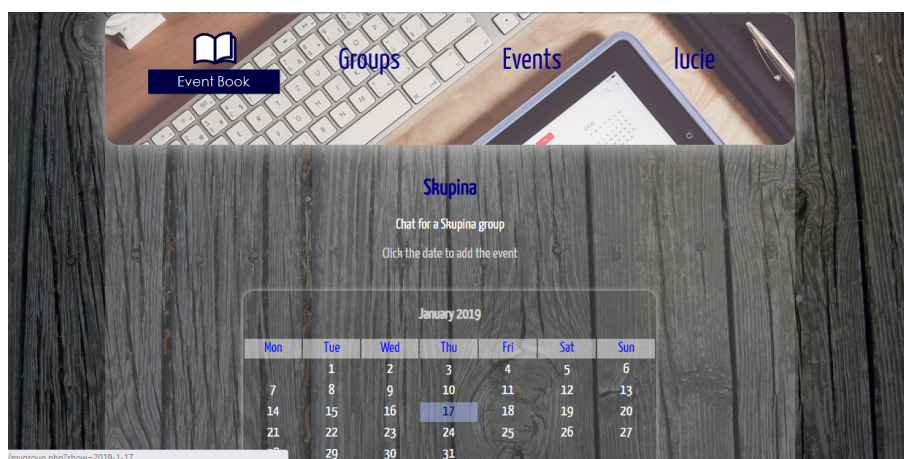 Event Book
Groups Events lucie
Skupina
Chat for a Skupina group
Click the date to add the event
January 2019
Mon Tue Wed Thu Fri Sat Sun
1 2 3 4 5 6
7 8 9 10 11 12 13
14 15 16 17 18 19 20
21 22 23 24 25 26 27
29 30 31
/mygroup.php?show=2019-1-17